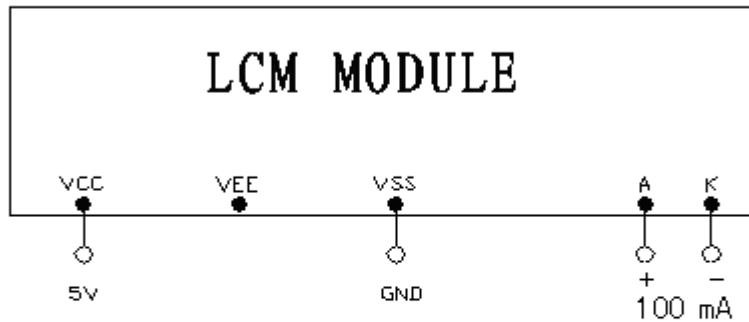 LCM MODULE
VCC VEE VSS A K
5V GND + -
100 mA